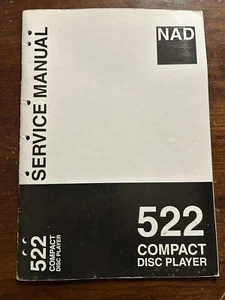 NAD
SERVICE MANUAL
522
COMPACT
DISC PLAYER
522
COMPACT
DISC PLAYER